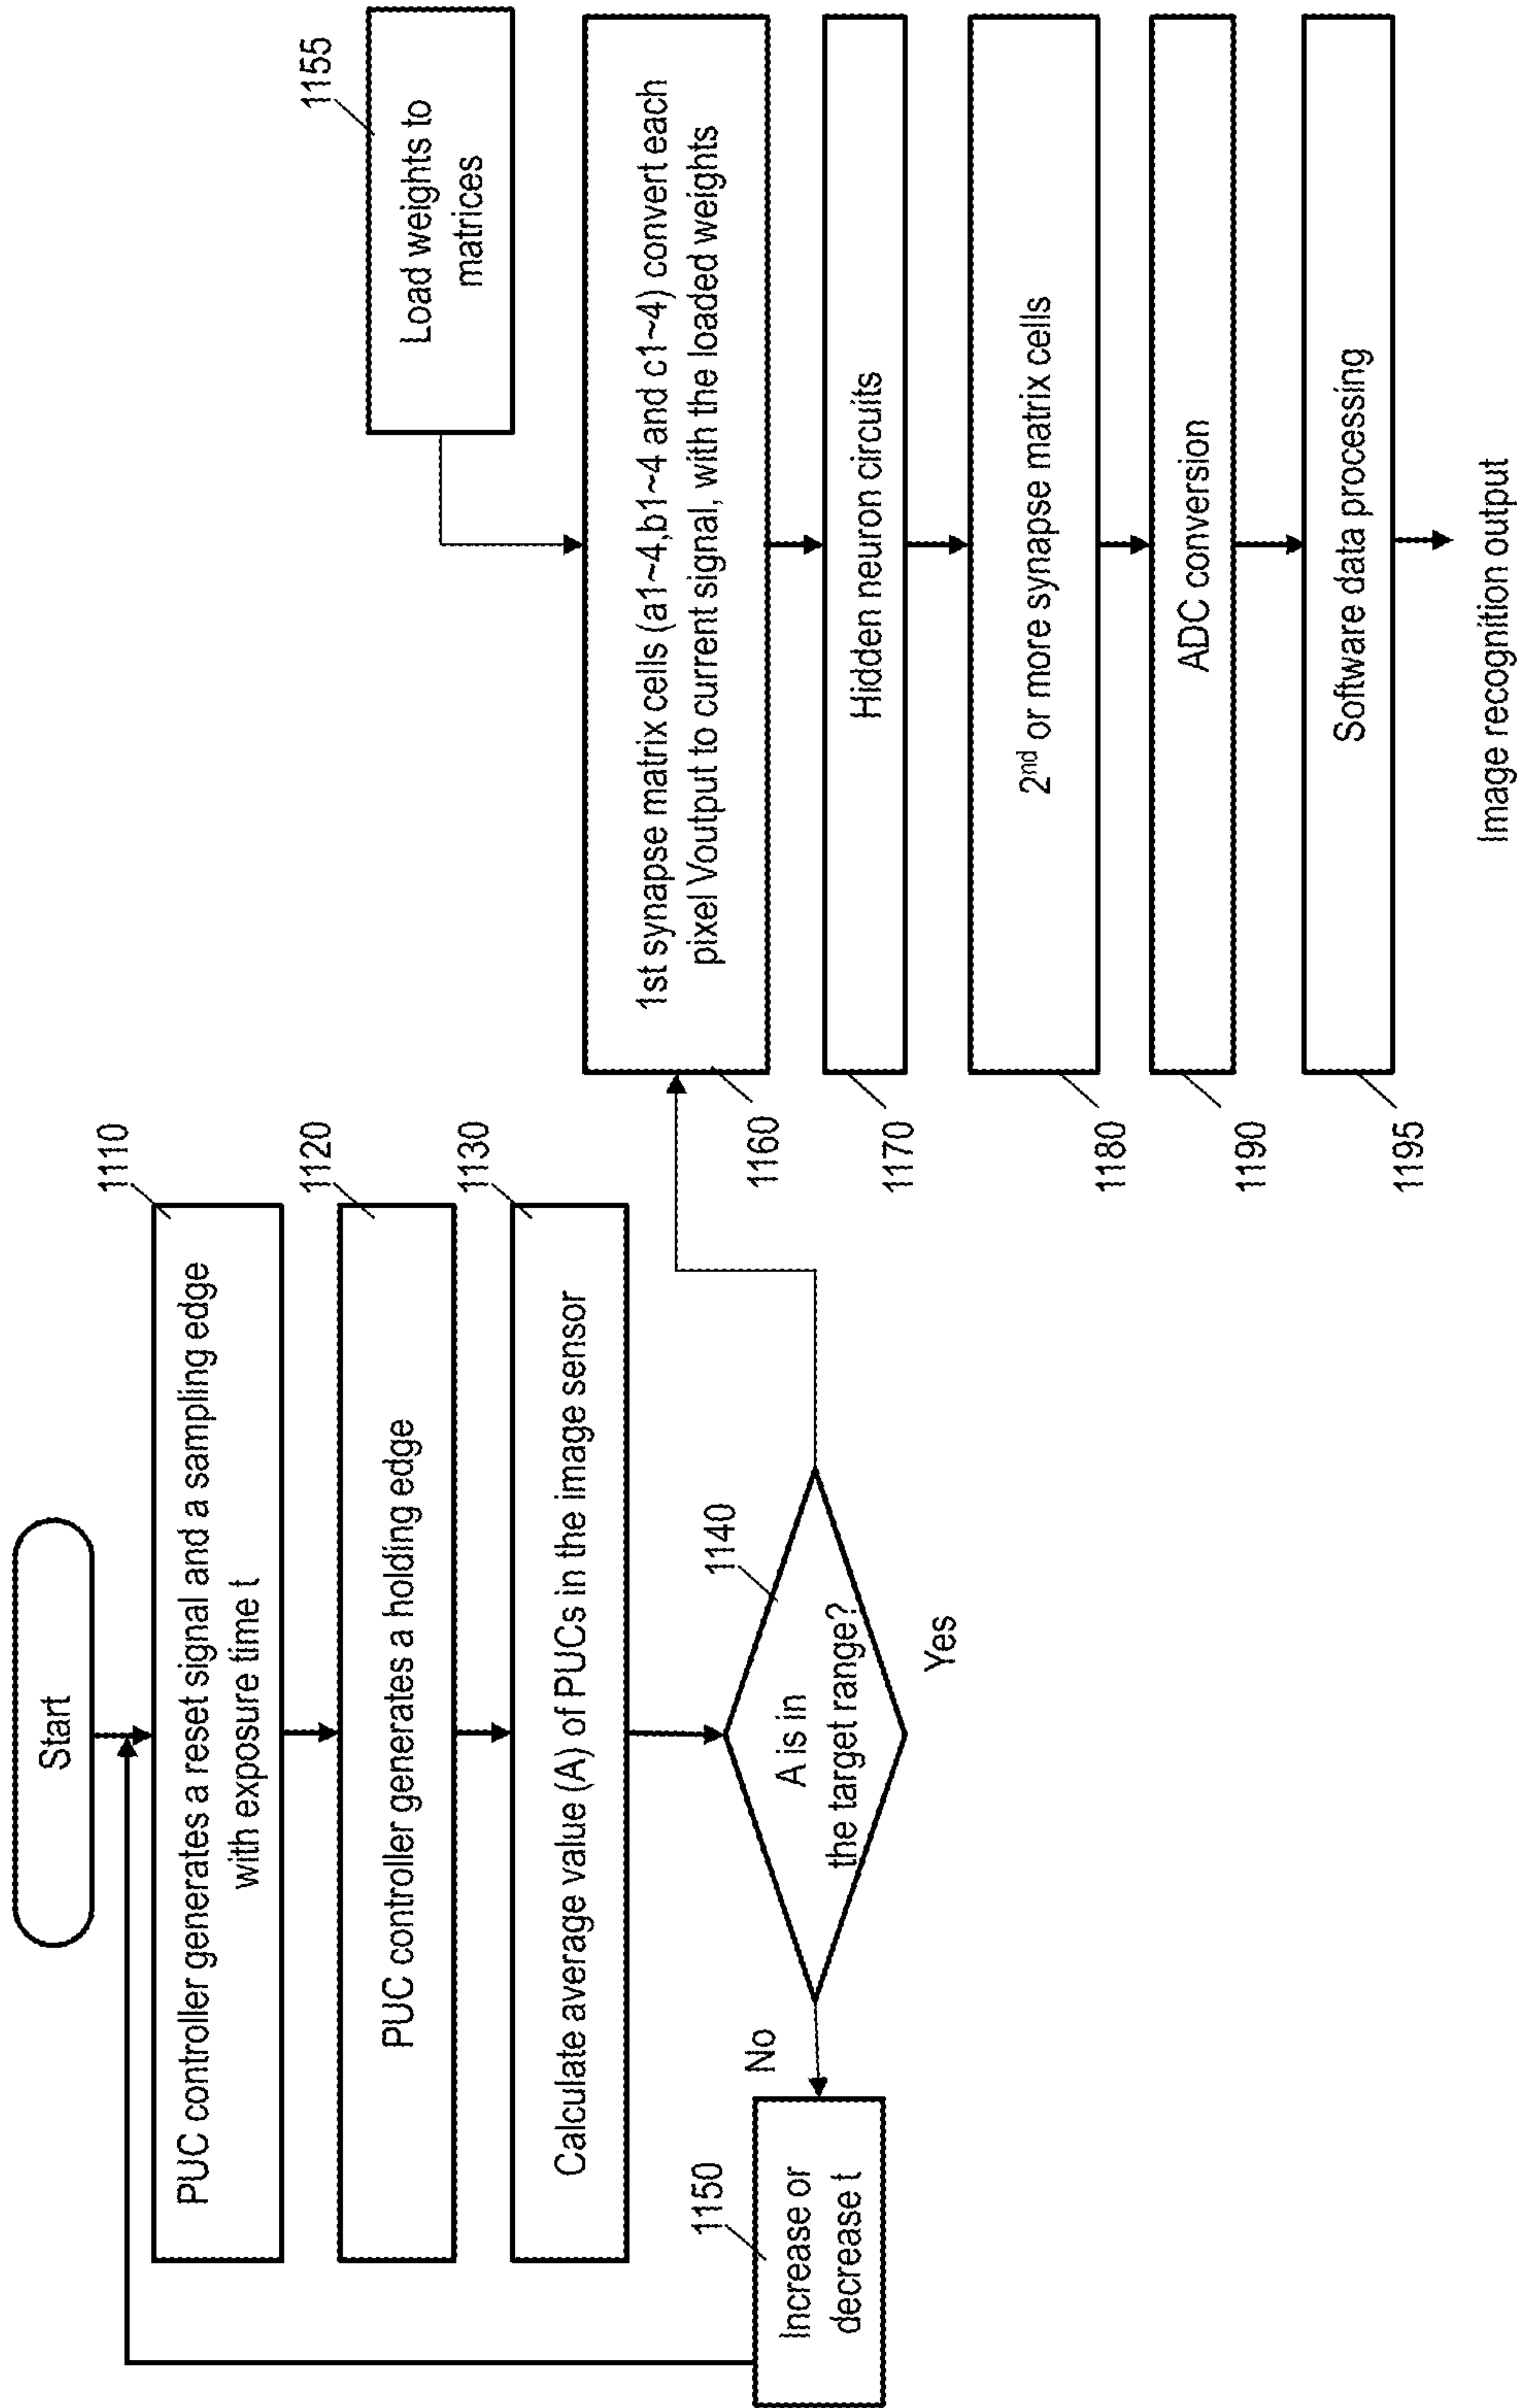 Start
1110
PUC controller generates a reset signal and a sampling edge
with exposure time t
1120
PUC controller generates a holding edge
1130
Calculate average value (A) of PUCs in the image sensor
1140
A is in
the target range?
No
Yes
1150
Increase or
decrease t
1155
Load weights to
matrices
1st synapse matrix cells (a1~4,b1~4 and c1~4) convert each
pixel Voutput to current signal, with the loaded weights
1160
Hidden neuron circuits
1170
2nd or more synapse matrix cells
1180
ADC conversion
1190
Software data processing
1195
Image recognition output